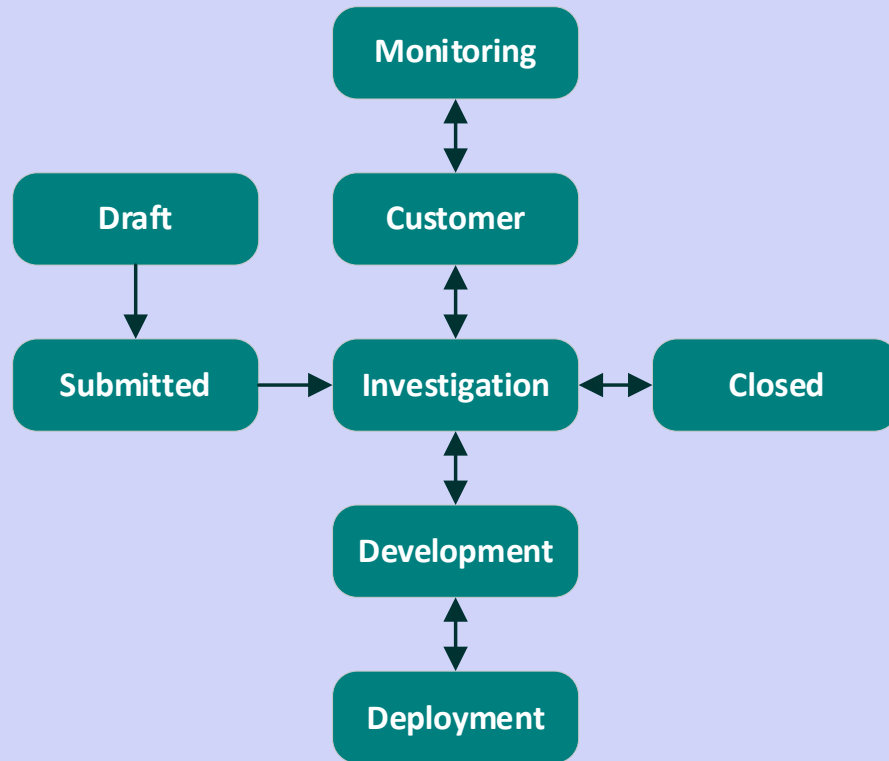 Monitoring
Draft
Customer
Submitted
Investigation
Closed
Development
Deployment